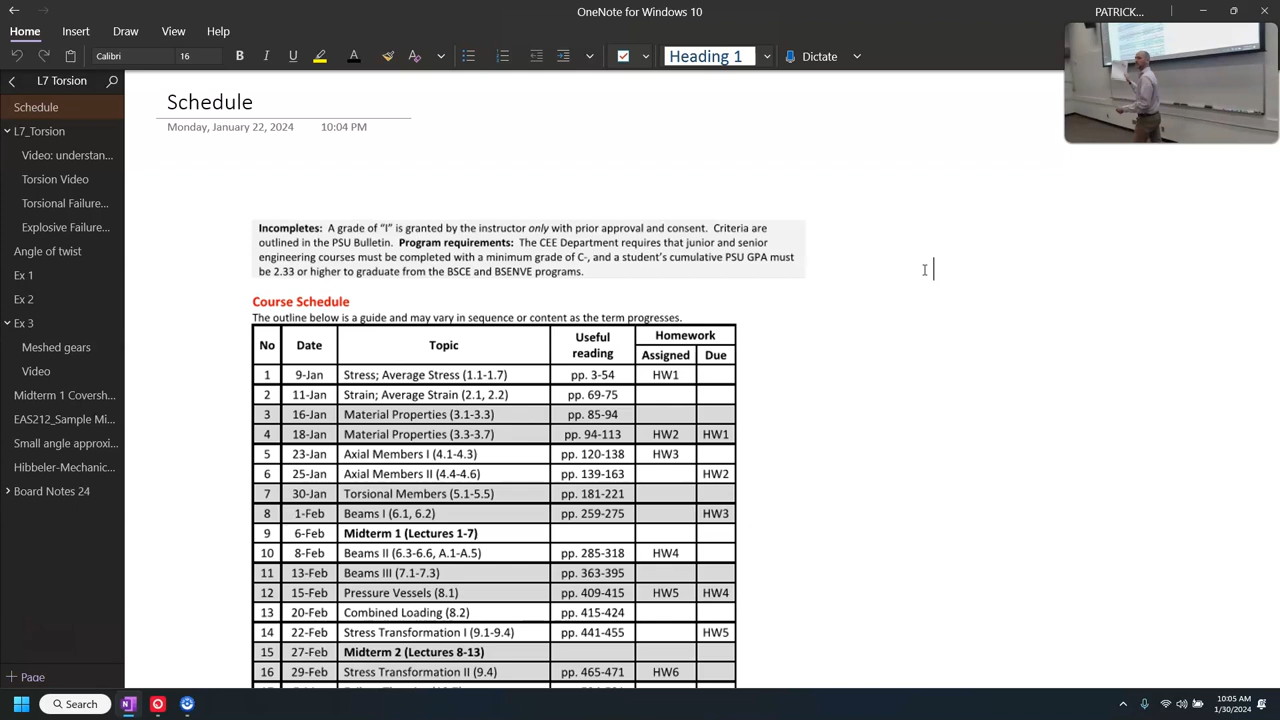 OneNote for Windows 10
PATRICK...
Home Insert Draw View Help
Calibri 16 B I U A Heading 1 Dictate
L7 Torsion
Schedule
L7_Torsion
Video: understan...
Torsion Video
Torsional Failure...
Explosive Failure...
Angle of twist
Ex 1
Ex 2
Ex 3
Meshed gears
Video
Midterm 1 Coversh...
EAS212_Sample Mi...
Small angle approxi...
Hibbeler-Mechanic...
Board Notes 24
Page
Schedule
Monday, January 22, 2024 10:04 PM
Incompletes: A grade of “I” is granted by the instructor only with prior approval and consent. Criteria are
outlined in the PSU Bulletin. Program requirements: The CEE Department requires that junior and senior
engineering courses must be completed with a minimum grade of C-, and a student’s cumulative PSU GPA must
be 2.33 or higher to graduate from the BSCE and BSENVE programs.
Course Schedule
The outline below is a guide and may vary in sequence or content as the term progresses.
No Date Topic Useful reading Homework
Assigned Due
1 9-Jan Stress; Average Stress (1.1-1.7) pp. 3-54 HW1
2 11-Jan Strain; Average Strain (2.1, 2.2) pp. 69-75
3 16-Jan Material Properties (3.1-3.3) pp. 85-94
4 18-Jan Material Properties (3.3-3.7) pp. 94-113 HW2 HW1
5 23-Jan Axial Members I (4.1-4.3) pp. 120-138 HW3
6 25-Jan Axial Members II (4.4-4.6) pp. 139-163 HW2
7 30-Jan Torsional Members (5.1-5.5) pp. 181-221
8 1-Feb Beams I (6.1, 6.2) pp. 259-275 HW3
9 6-Feb Midterm 1 (Lectures 1-7)
10 8-Feb Beams II (6.3-6.6, A.1-A.5) pp. 285-318 HW4
11 13-Feb Beams III (7.1-7.3) pp. 363-395
12 15-Feb Pressure Vessels (8.1) pp. 409-415 HW5 HW4
13 20-Feb Combined Loading (8.2) pp. 415-424
14 22-Feb Stress Transformation I (9.1-9.4) pp. 441-455 HW5
15 27-Feb Midterm 2 (Lectures 8-13)
16 29-Feb Stress Transformation II (9.4) pp. 465-471 HW6
Search
10:05 AM
1/30/2024